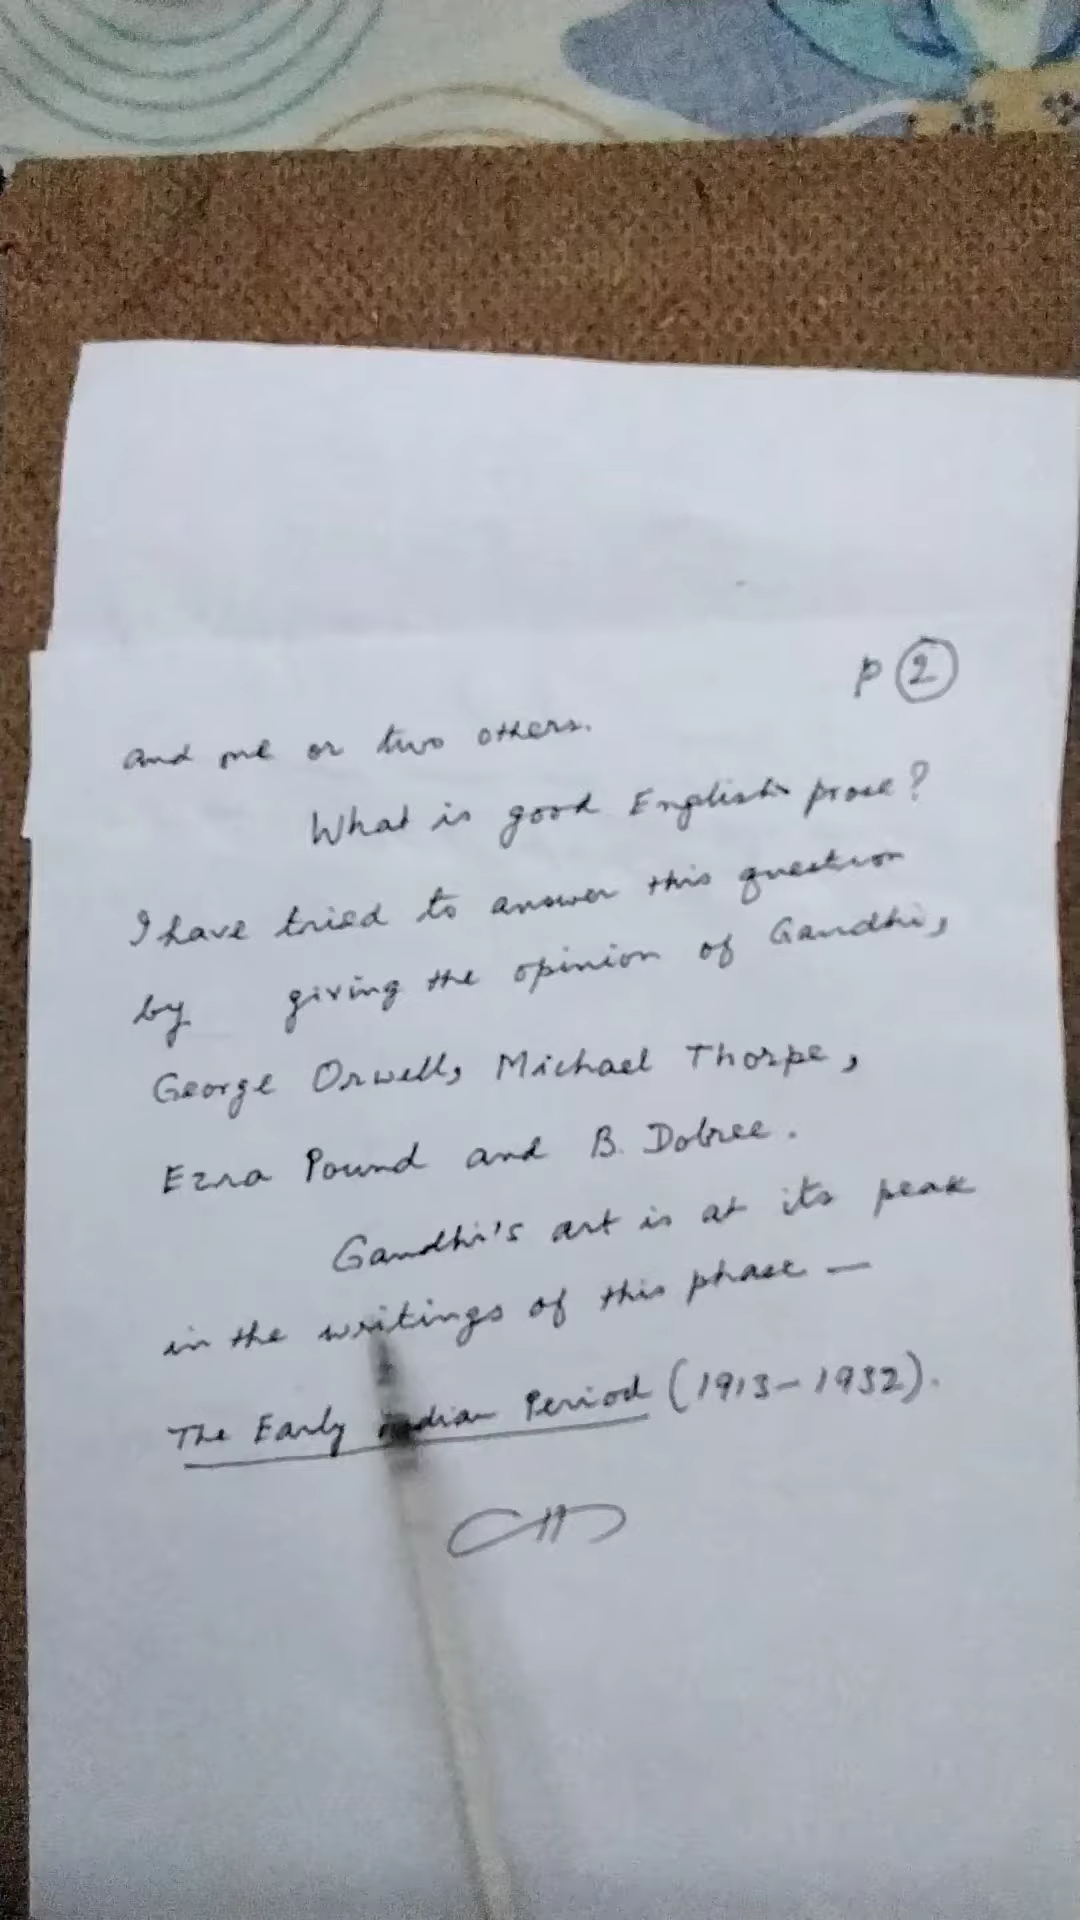 P 2
and one or two others.
What is good English prose?
I have tried to answer this question
by giving the opinion of Gandhi,
George Orwell, Michael Thorpe,
Ezra Pound and B. Dobree.
Gandhi's art is at its peak
in the writings of this phase —
The Early Indian Period (1913-1932).